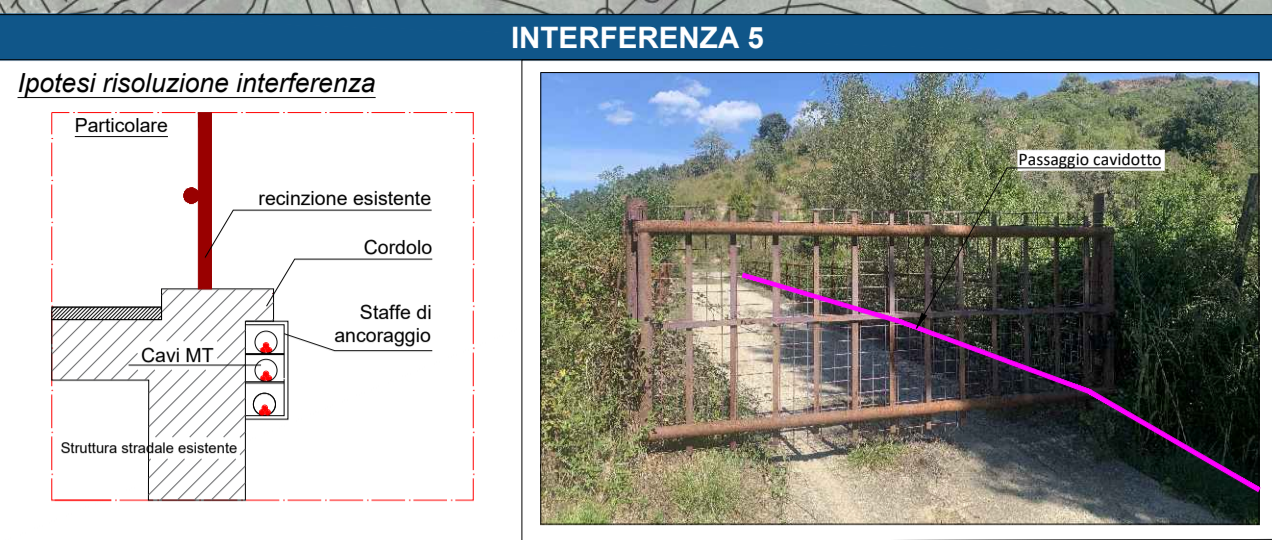 INTERFERENZA 5
Ipotesi risoluzione interferenza
Particolare
recinzione esistente
Cordolo
Staffe di
ancoraggio
Cavi MT
Struttura stradale esistente
Passaggio cavidotto